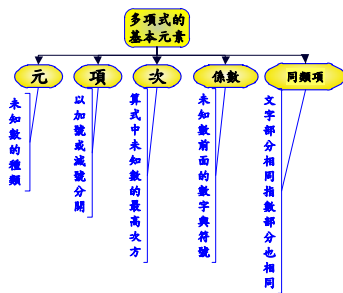 多項式的
基本元素
元
項
次
係數
同類項
未知數的種類
以加號或減號分開
算式中未知數的最高次方
未知數前面的數字與符號
文字部分相同指數部分也相同